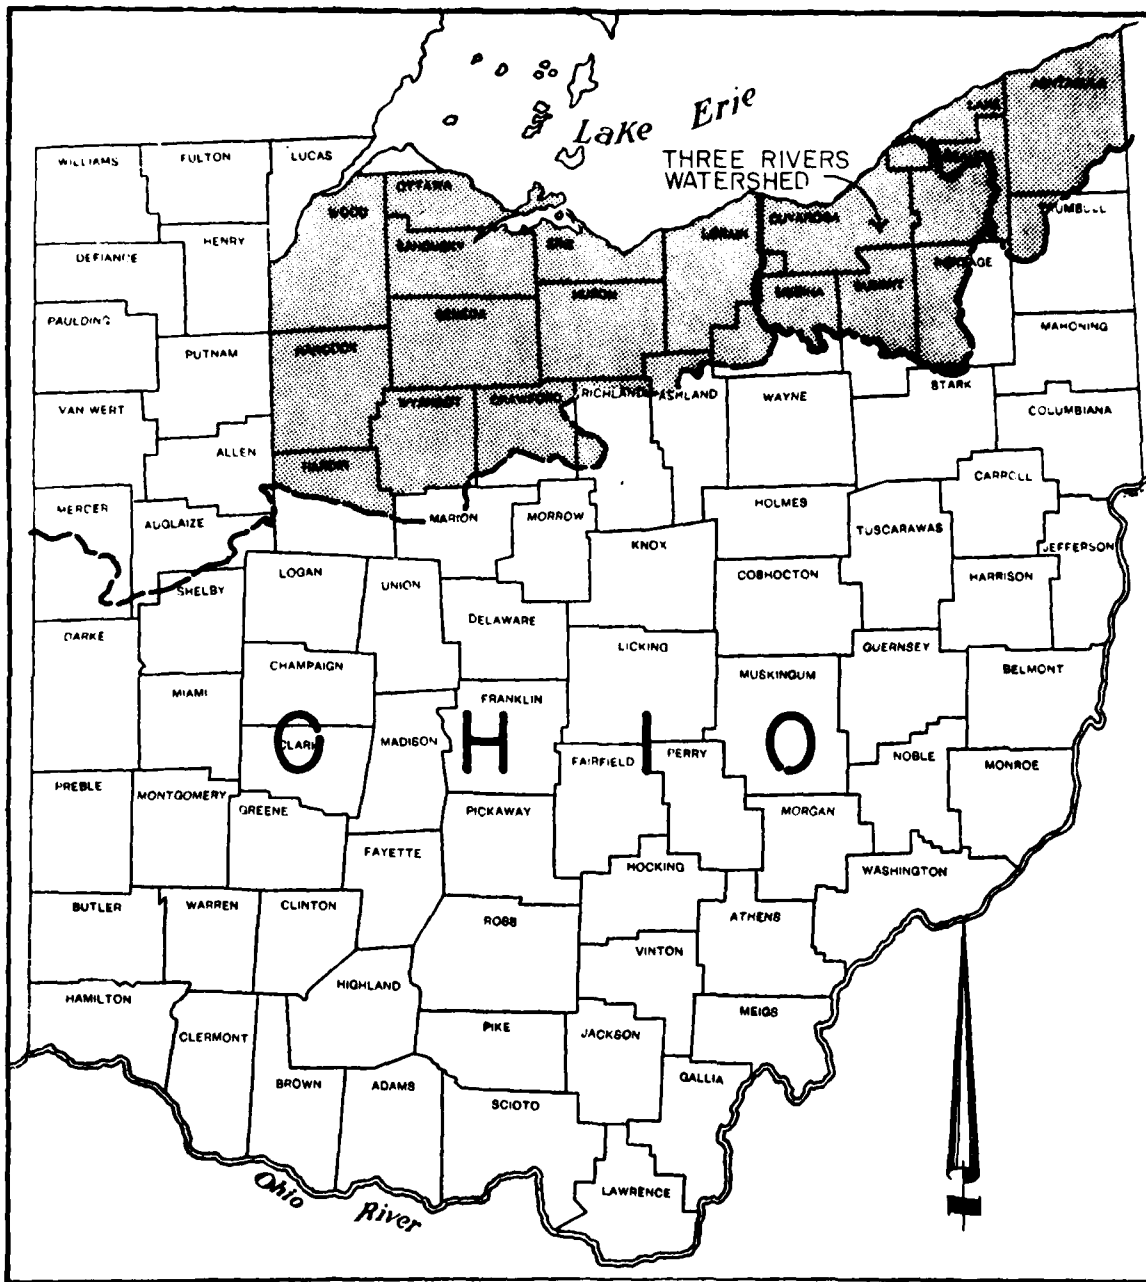 Lake Erie
THREE RIVERS
WATERSHED
LAKE
ASHTABULA
WILLIAMS
FULTON
LUCAS
OTTAWA
WOOD
SANDUSKY
ERIE
LORAIN
CUYAHOGA
TRUMBULL
HENRY
DEFIANCE
PORTAGE
MEDINA
SUMMIT
HURON
SENECA
PAULDING
PUTNAM
HANCOCK
MAHONING
VAN WERT
WYANDOT
CRAWFORD
RICHLAND
ASHLAND
WAYNE
STARK
COLUMBIANA
ALLEN
HARDIN
CARROLL
MERCER
AUGLAIZE
MARION
MORROW
HOLMES
TUSCARAWAS
KNOX
JEFFERSON
LOGAN
UNION
COSHOCTON
HARRISON
SHELBY
DARKE
DELAWARE
CHAMPAIGN
LICKING
GUERNSEY
BELMONT
MIAMI
FRANKLIN
MUSKINGUM
OHIO
CLARK
MADISON
FAIRFIELD
PERRY
NOBLE
MONROE
PREBLE
MONTGOMERY
GREENE
PICKAWAY
MORGAN
FAYETTE
HOCKING
WASHINGTON
BUTLER
WARREN
CLINTON
ROSS
ATHENS
VINTON
HIGHLAND
HAMILTON
MEIGS
CLERMONT
PIKE
JACKSON
BROWN
ADAMS
SCIOTO
GALLIA
LAWRENCE
Ohio River